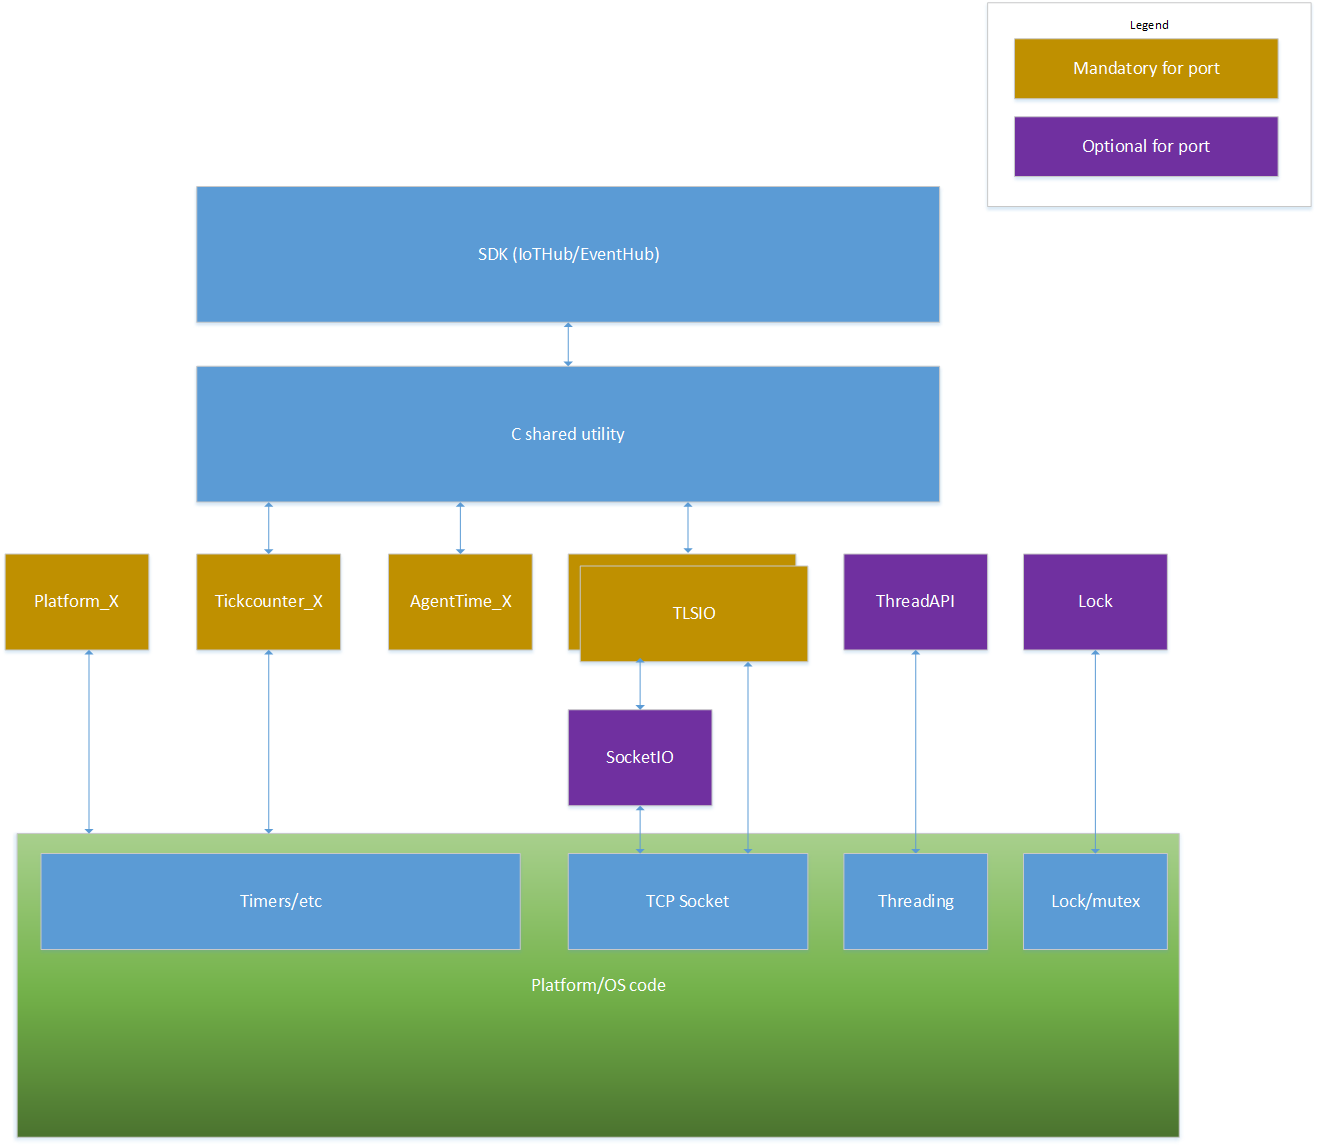 Legend
Mandatory for port
Optional for port
SDK (IoTHub/EventHub)
C shared utility
Platform_X
Tickcounter_X
AgentTime_X
TLSIO
ThreadAPI
Lock
SocketIO
Timers/etc
TCP Socket
Threading
Lock/mutex
Platform/OS code